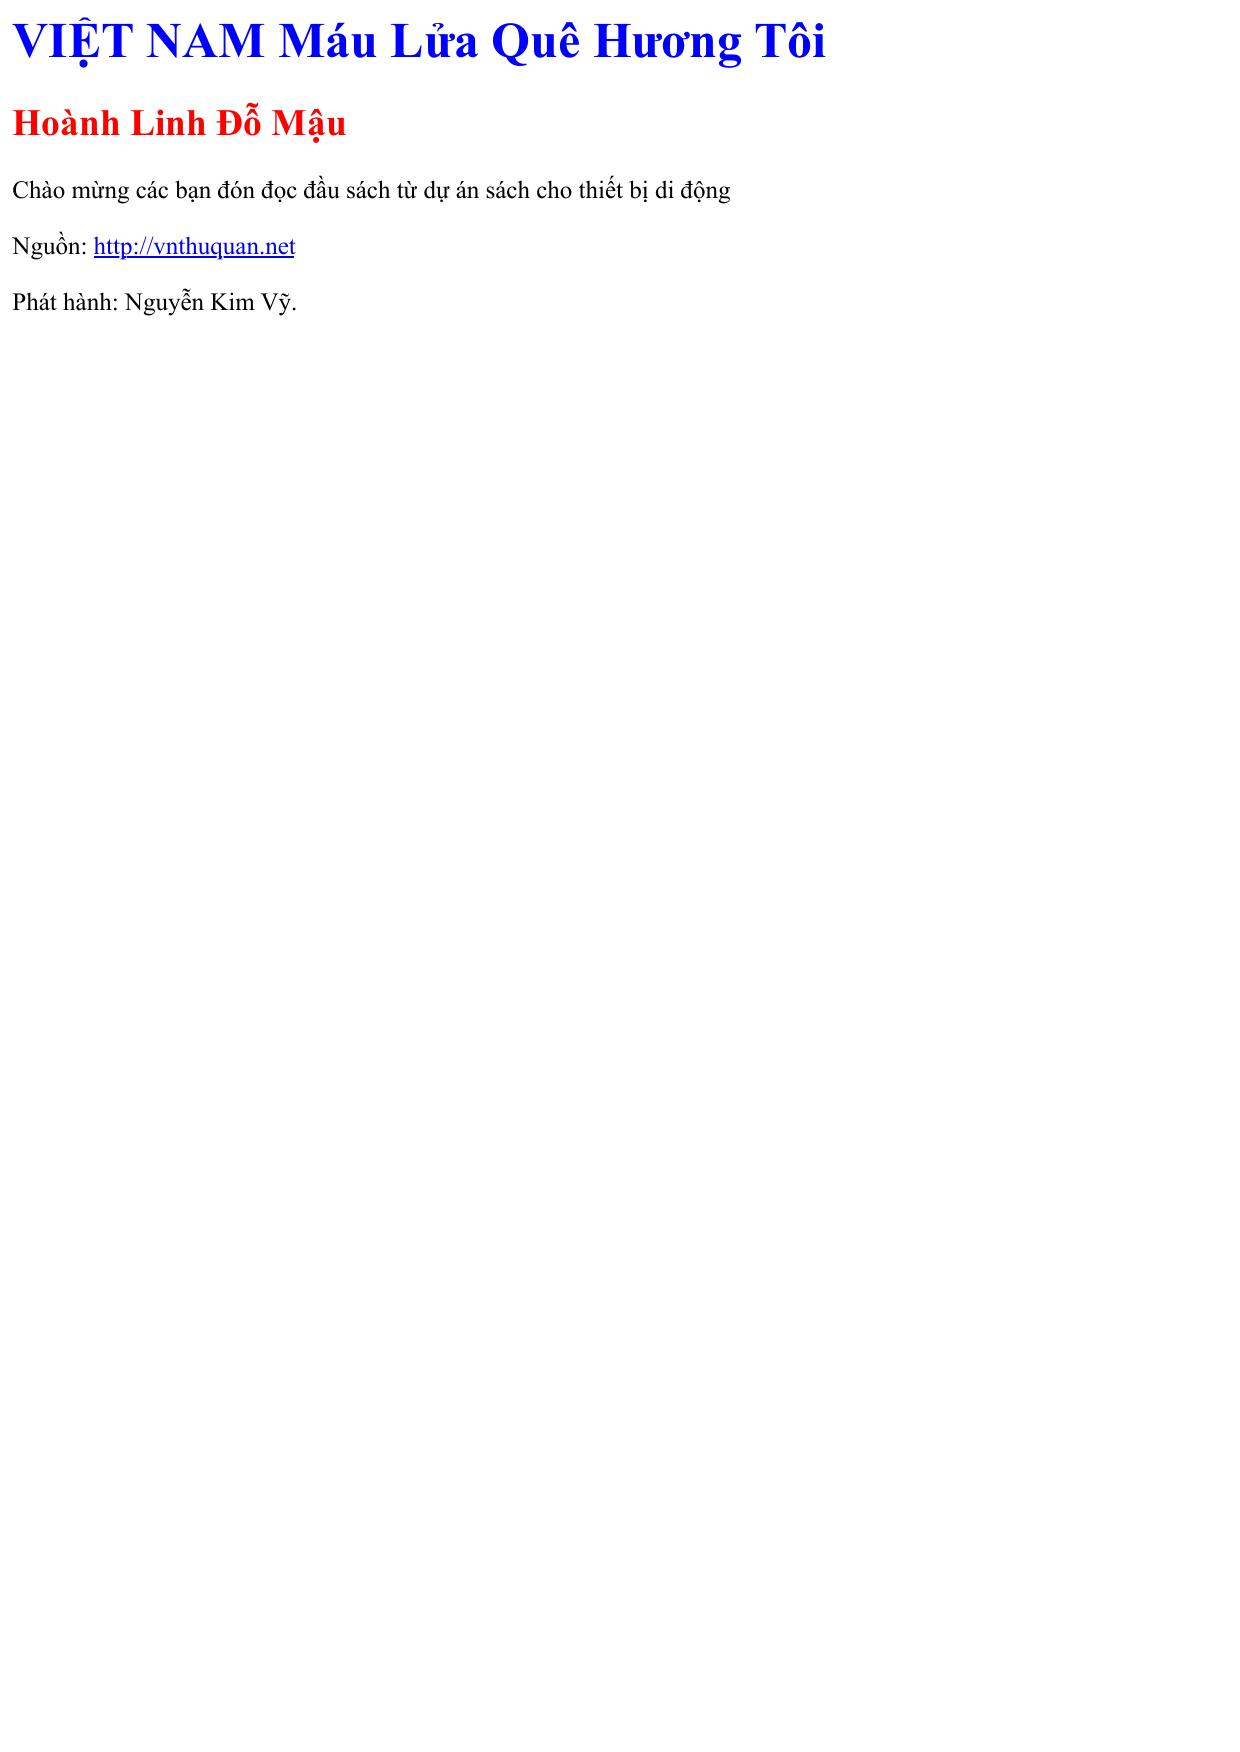 VIỆT NAM Máu Lửa Quê Hương Tôi
Hoành Linh Đỗ Mậu
Chào mừng các bạn đón đọc đầu sách từ dự án sách cho thiết bị di động
Nguồn: http://vnthuquan.net
Phát hành: Nguyễn Kim Vỹ.